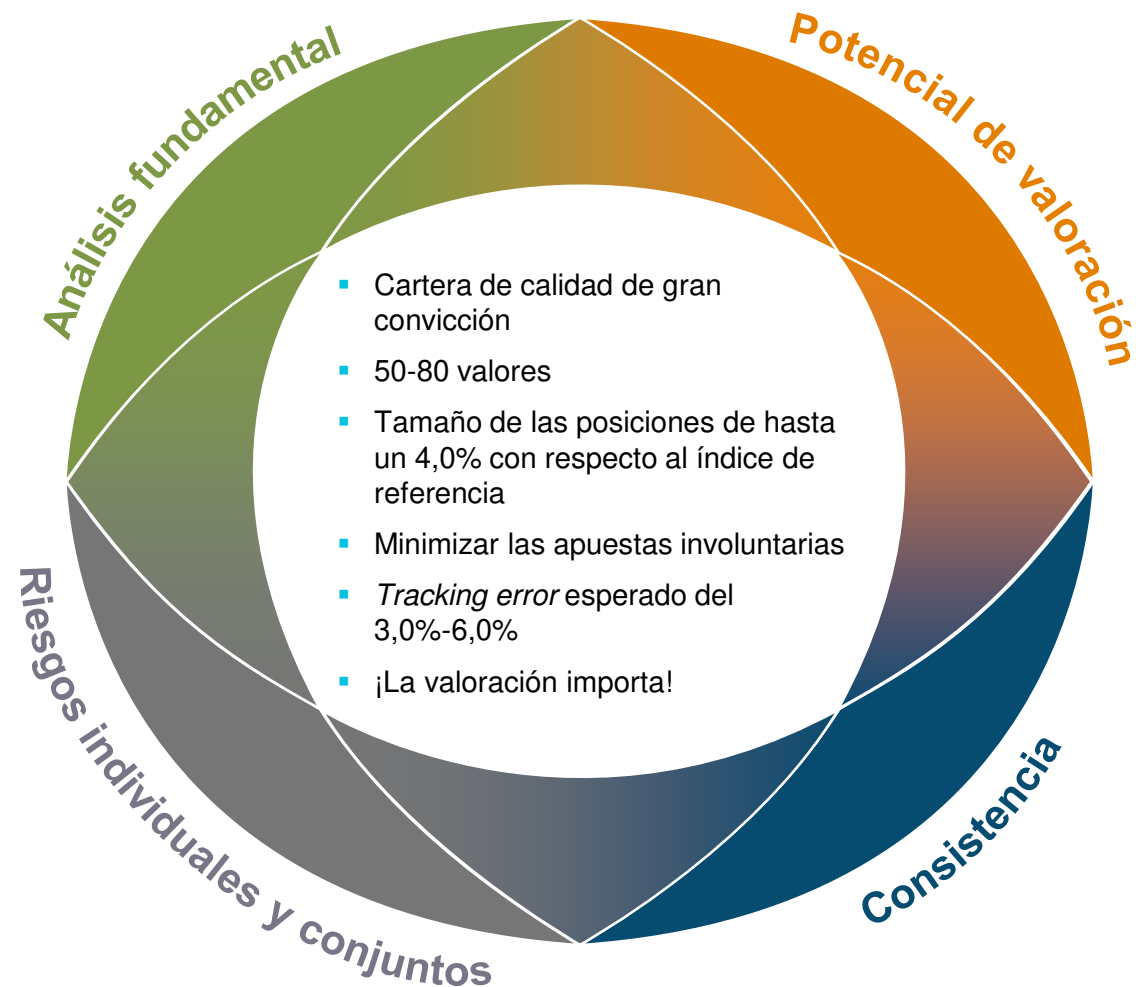 Análisis fundamental
Potencial de valoración
Cartera de calidad de gran
convicción
50-80 valores
Tamaño de las posiciones de hasta
un 4,0% con respecto al índice de
referencia
Minimizar las apuestas involuntarias
Tracking error esperado del
3,0%-6,0%
¡La valoración importa!
Riesgos individuales y conjuntos
Consistencia